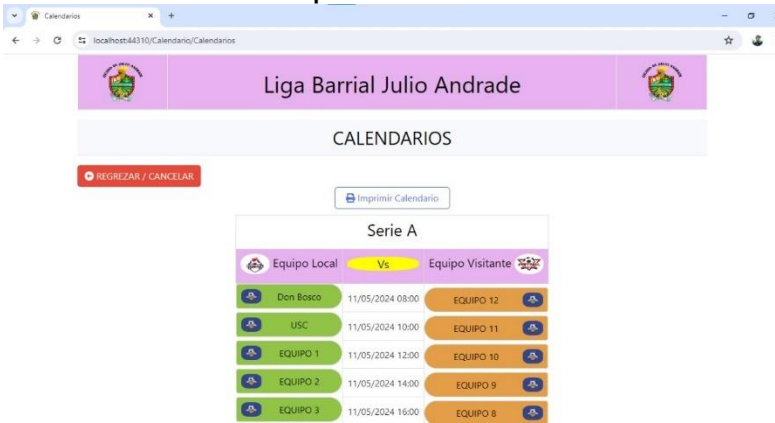 Calendarios
localhost:44310/Calendario/Calendarios
Liga Barrial Julio Andrade
CALENDARIOS
REGREZAR / CANCELAR
Imprimir Calendario
Serie A
Equipo Local Vs Equipo Visitante
Don Bosco 11/05/2024 08:00 EQUIPO 12
USC 11/05/2024 10:00 EQUIPO 11
EQUIPO 1 11/05/2024 12:00 EQUIPO 10
EQUIPO 2 11/05/2024 14:00 EQUIPO 9
EQUIPO 3 11/05/2024 16:00 EQUIPO 8